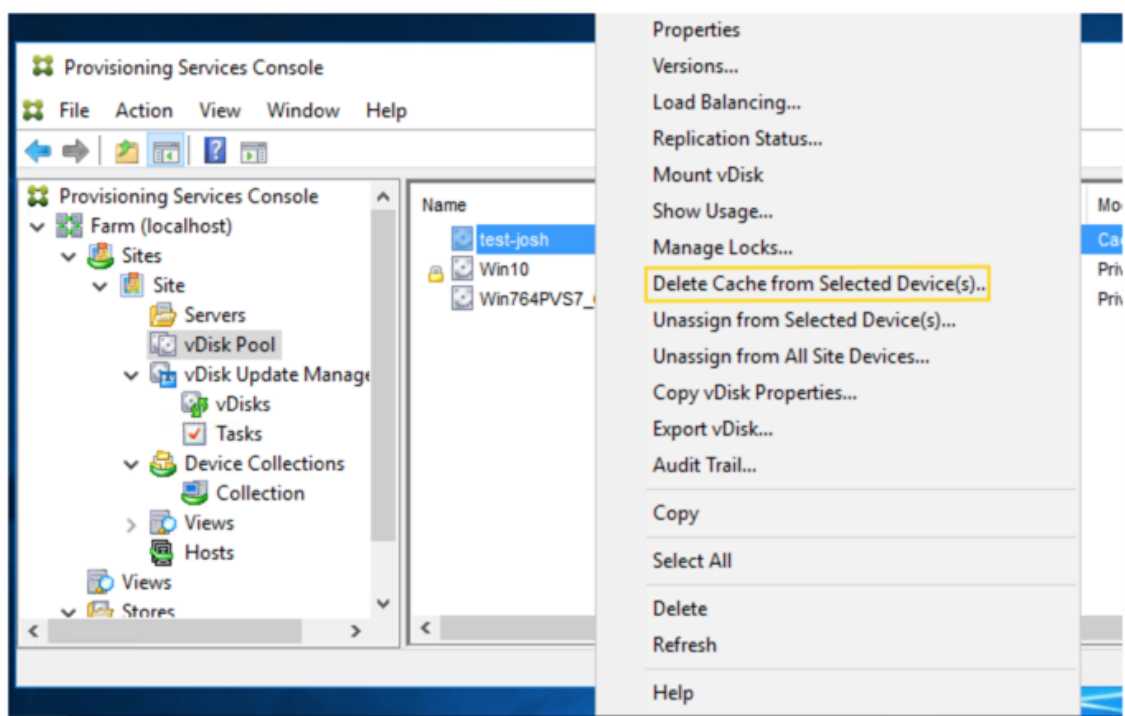 Provisioning Services Console
File Action View Window Help
Provisioning Services Console
Farm (localhost)
Sites
Site
Servers
vDisk Pool
vDisk Update Manage
vDisks
Tasks
Device Collections
Collection
Views
Hosts
Views
Stores
Name
test-josh
Win10
Win764PVS7_
Properties
Versions...
Load Balancing...
Replication Status...
Mount vDisk
Show Usage...
Manage Locks...
Delete Cache from Selected Device(s)..
Unassign from Selected Device(s)...
Unassign from All Site Devices...
Copy vDisk Properties...
Export vDisk...
Audit Trail...
Copy
Select All
Delete
Refresh
Help
Mo
Ca
Priv
Priv